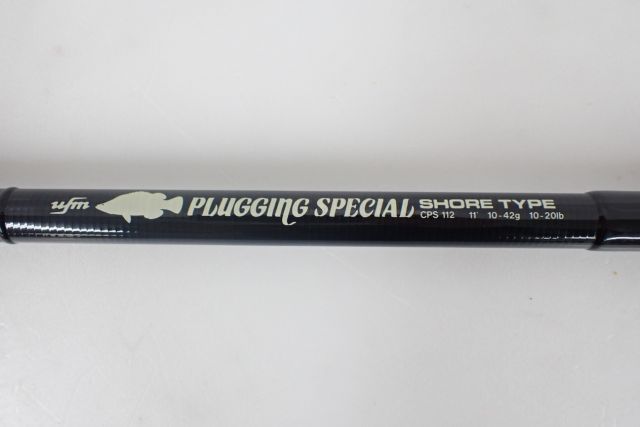 ufm PLUGGING SPECIAL SHORE TYPE
CPS 112 11' 10-42g 10-20lb